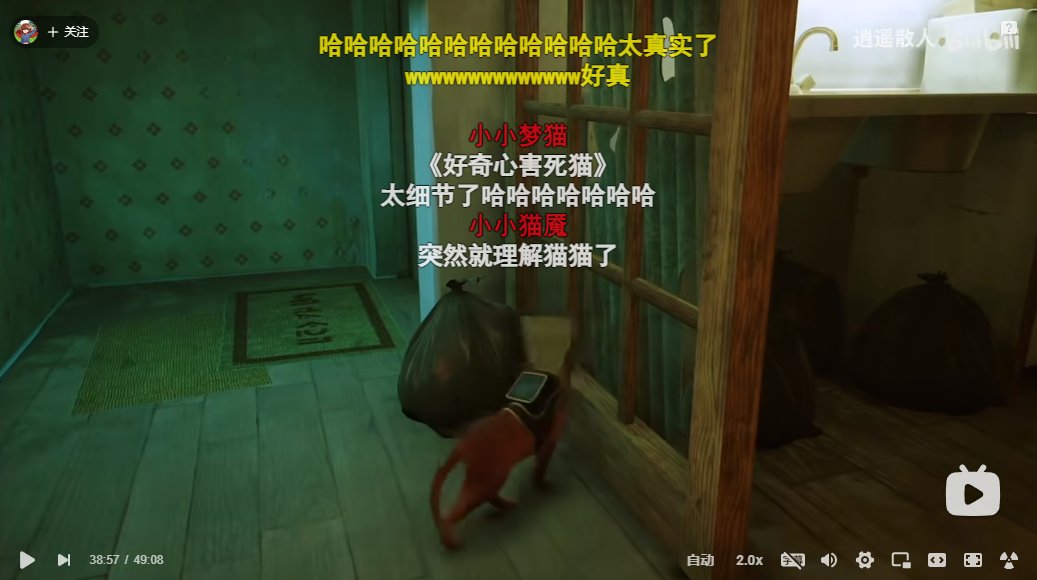 + 关注
逍遥散人 bilibili
哈哈哈哈哈哈哈哈哈哈哈哈太真实了
wwwwwwwwwwwwww好真
小小梦猫
《好奇心害死猫》
太细节了哈哈哈哈哈哈哈
小小猫魇
突然就理解猫猫了
38:57 / 49:08
自动
2.0x